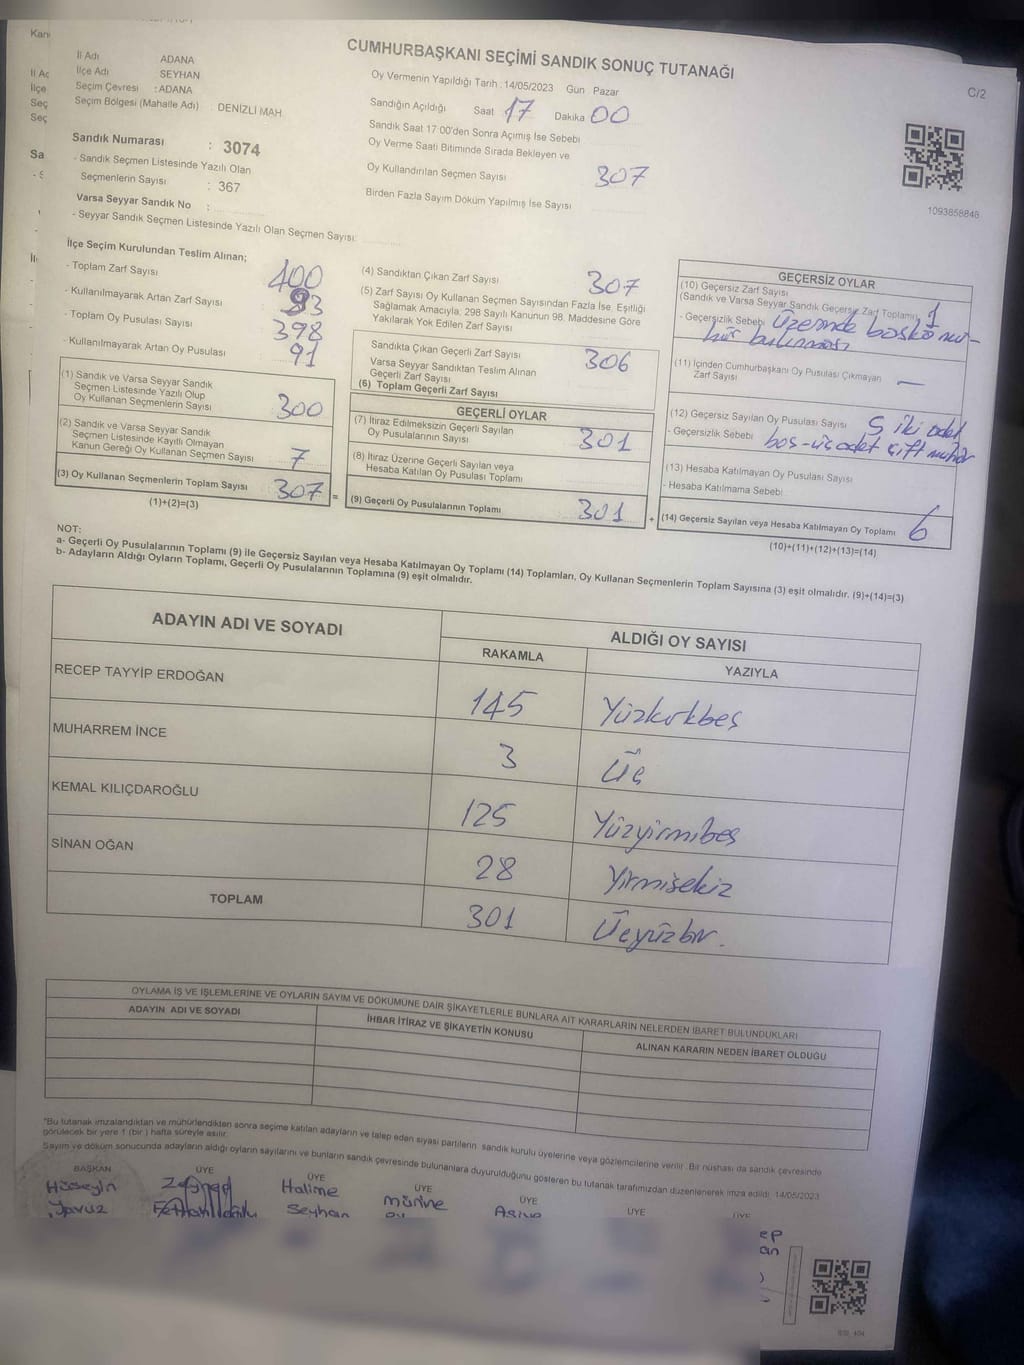 CUMHURBAŞKANI SEÇİMİ SANDIK SONUÇ TUTANAĞI
C/2
İl Adı ADANA
İlçe Adı SEYHAN
Seçim Çevresi : ADANA
Seçim Bölgesi (Mahalle Adı) : DENİZLİ MAH.
Oy Vermenin Yapıldığı Tarih : 14/05/2023 Gün Pazar
Sandığın Açıldığı Saat 17 Dakika 00
Sandık Saat 17 00'den Sonra Açımış İse Sebebi
Oy Verme Saati Bitiminde Sırada Bekleyen ve
Oy Kullandırılan Seçmen Sayısı 307
Birden Fazla Sayım Döküm Yapılmış İse Sayısı
1093858848
Sandık Numarası : 3074
- Sandık Seçmen Listesinde Yazılı Olan
Seçmenlerin Sayısı : 367
Varsa Seyyar Sandık No :
- Seyyar Sandık Seçmen Listesinde Yazılı Olan Seçmen Sayısı:
İlçe Seçim Kurulundan Teslim Alınan;
- Toplam Zarf Sayısı 400
- Kullanılmayarak Artan Zarf Sayısı 93
- Toplam Oy Pusulası Sayısı 398
- Kullanılmayarak Artan Oy Pusulası 91
(1) Sandık ve Varsa Seyyar Sandık
Seçmen Listesinde Yazılı Olup
Oy Kullanan Seçmenlerin Sayısı 300
(2) Sandık ve Varsa Seyyar Sandık
Seçmen Listesinde Kayıtlı Olmayan
Kanun Gereği Oy Kullanan Seçmen Sayısı 7
(3) Oy Kullanan Seçmenlerin Toplam Sayısı 307 =
(1)+(2)=(3)
(4) Sandıktan Çıkan Zarf Sayısı 307
(5) Zarf Sayısı Oy Kullanan Seçmen Sayısından Fazla İse, Eşitliği
Sağlamak Amacıyla, 298 Sayılı Kanunun 98. Maddesine Göre
Yakılarak Yok Edilen Zarf Sayısı
Sandıkta Çıkan Geçerli Zarf Sayısı 306
Varsa Seyyar Sandıktan Teslim Alınan
Geçerli Zarf Sayısı
(6) Toplam Geçerli Zarf Sayısı
GEÇERLİ OYLAR
(7) İtiraz Edilmeksizin Geçerli Sayılan
Oy Pusulalarının Sayısı 301
(8) İtiraz Üzerine Geçerli Sayılan veya
Hesaba Katılan Oy Pusulası Toplamı
(9) Geçerli Oy Pusulalarının Toplamı 301 +
GEÇERSİZ OYLAR
(10) Geçersiz Zarf Sayısı
(Sandık ve Varsa Seyyar Sandık Geçersiz Zarf Toplamı) 1
- Geçersizlik Sebebi Üzerinde başka mü-
hür bulunması
(11) İçinden Cumhurbaşkanı Oy Pusulası Çıkmayan
Zarf Sayısı —
(12) Geçersiz Sayılan Oy Pusulası Sayısı 5 iki adet
- Geçersizlik Sebebi boş-üç adet çift mühür
(13) Hesaba Katılmayan Oy Pusulası Sayısı
- Hesaba Katılmama Sebebi
(14) Geçersiz Sayılan veya Hesaba Katılmayan Oy Toplamı 6
(10)+(11)+(12)+(13)=(14)
NOT:
a- Geçerli Oy Pusulalarının Toplamı (9) ile Geçersiz Sayılan veya Hesaba Katılmayan Oy Toplamı (14) Toplamları, Oy Kullanan Seçmenlerin Toplam Sayısına (3) eşit olmalıdır. (9)+(14)=(3)
b- Adayların Aldığı Oyların Toplamı, Geçerli Oy Pusulalarının Toplamına (9) eşit olmalıdır.
ADAYIN ADI VE SOYADI
ALDIĞI OY SAYISI
RAKAMLA YAZIYLA
RECEP TAYYİP ERDOĞAN 145 Yüzkırkbeş
MUHARREM İNCE 3 Üç
KEMAL KILIÇDAROĞLU 125 Yüzyirmibeş
SİNAN OĞAN 28 Yirmisekiz
TOPLAM 301 Üçyüzbir.
OYLAMA İŞ VE İŞLEMLERİNE VE OYLARIN SAYIM VE DÖKÜMÜNE DAİR ŞİKAYETLERLE BUNLARA AİT KARARLARIN NELERDEN İBARET BULUNDUKLARI
ADAYIN ADI VE SOYADI İHBAR İTİRAZ VE ŞİKAYETİN KONUSU ALINAN KARARIN NEDEN İBARET OLDUĞU
*Bu tutanak imzalandıktan ve mühürlendikten sonra seçime katılan adayların ve talep eden siyasi partilerin sandık kurulu üyelerine veya gözlemcilerine verilir. Bir nüshası da sandık çevresinde
görülecek bir yere 1 (bir) hafta süreyle asılır.
Sayım ve döküm sonucunda adayların aldığı oyların sayılarını ve bunların sandık çevresinde bulunanlara duyurulduğunu gösteren bu tutanak tarafımızdan düzenlenerek imza edildi. 14/05/2023
BAŞKAN ÜYE ÜYE ÜYE ÜYE ÜYE ÜYE
Hüseyin Halime Mürüne Asiye
Yavuz Seyhan